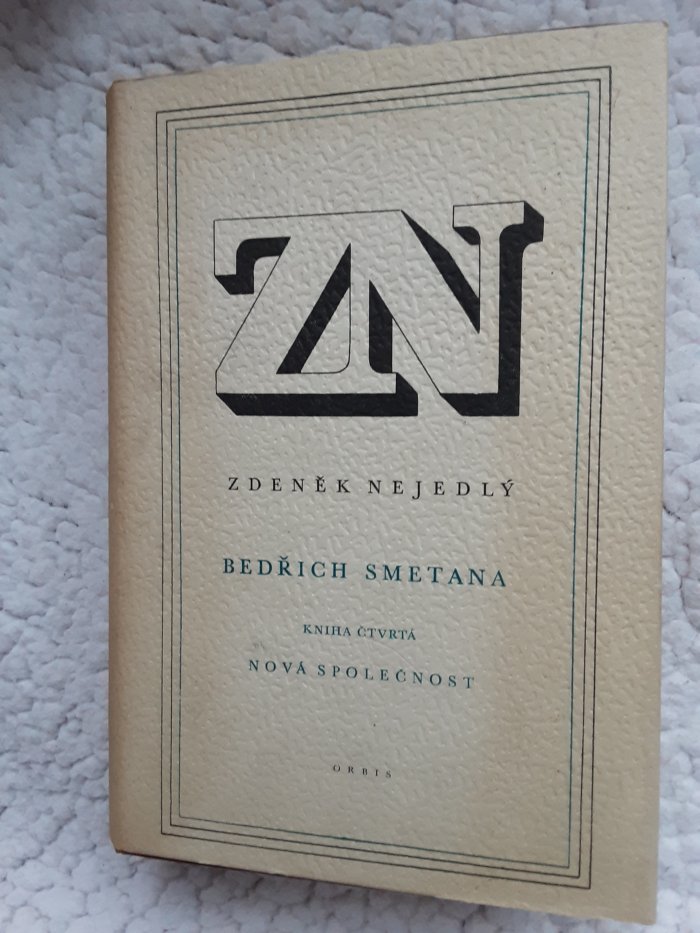 ZN
ZDENĚK NEJEDLÝ
BEDŘICH SMETANA
KNIHA ČTVRTÁ
NOVÁ SPOLEČNOST
ORBIS